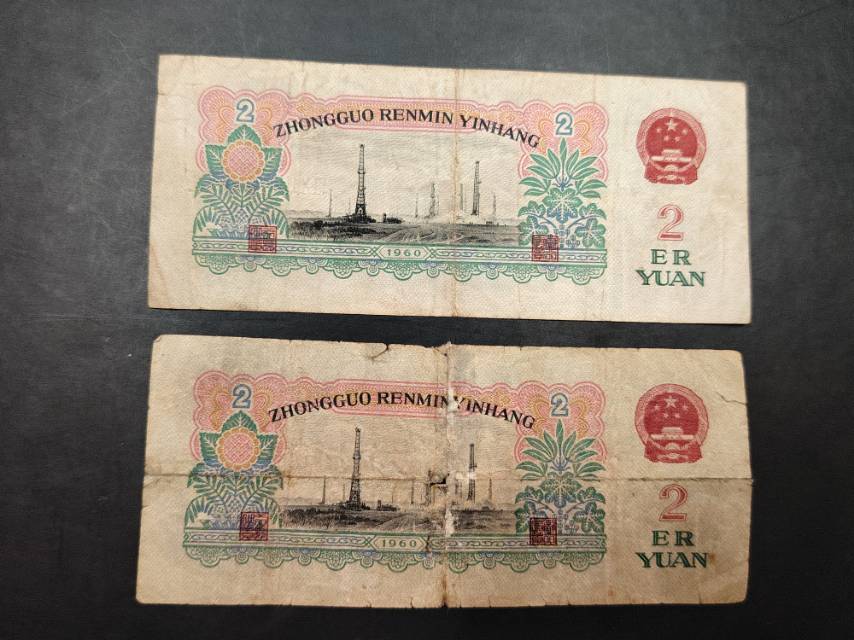 2 2
ZHONGGUO RENMIN YINHANG
1960
2
ER
YUAN
2 2
ZHONGGUO RENMIN YINHANG
1960
2
ER
YUAN